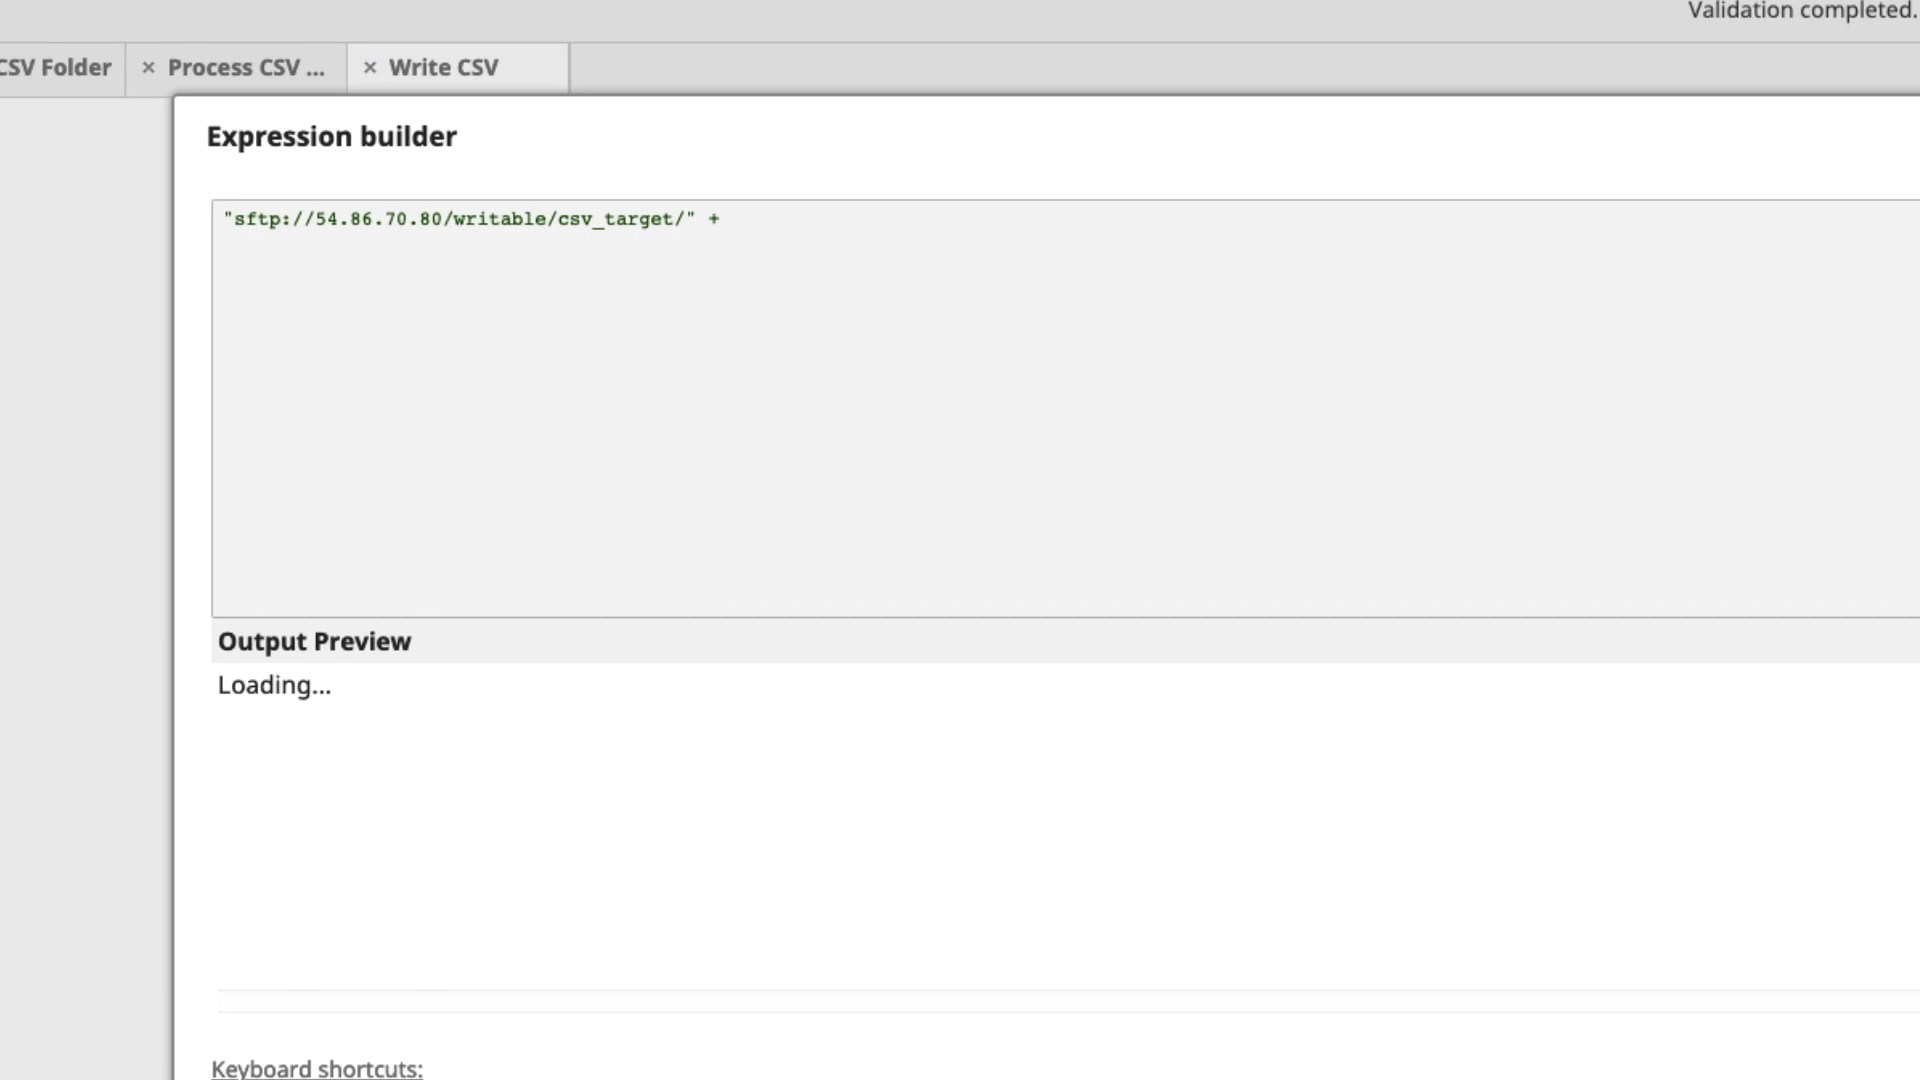 Validation completed.
CSV Folder × Process CSV ... × Write CSV
Expression builder
"sftp://54.86.70.80/writable/csv_target/" +
Output Preview
Loading...
Keyboard shortcuts: